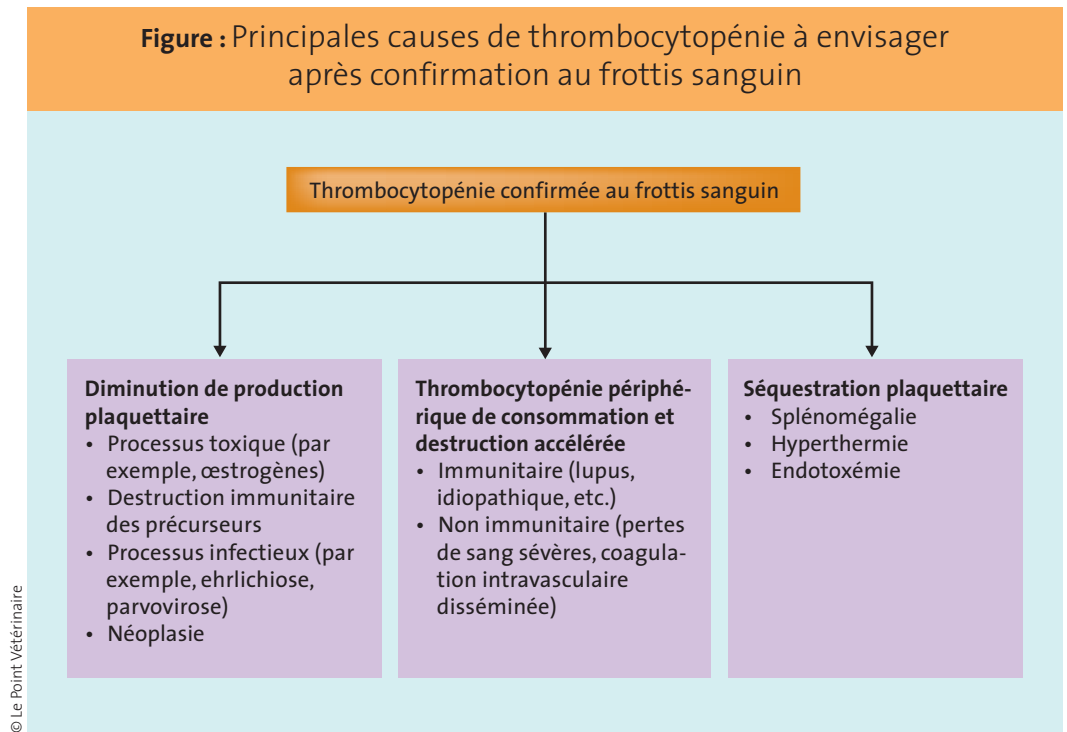 Figure : Principales causes de thrombocytopénie à envisager
après confirmation au frottis sanguin
Thrombocytopénie confirmée au frottis sanguin
Diminution de production
plaquettaire
• Processus toxique (par
exemple, œstrogènes)
• Destruction immunitaire
des précurseurs
• Processus infectieux (par
exemple, ehrlichiose,
parvovirose)
• Néoplasie
Thrombocytopénie périphé-
rique de consommation et
destruction accélérée
• Immunitaire (lupus,
idiopathique, etc.)
• Non immunitaire (pertes
de sang sévères, coagula-
tion intravasculaire
disséminée)
Séquestration plaquettaire
• Splénomégalie
• Hyperthermie
• Endotoxémie
© Le Point Vétérinaire